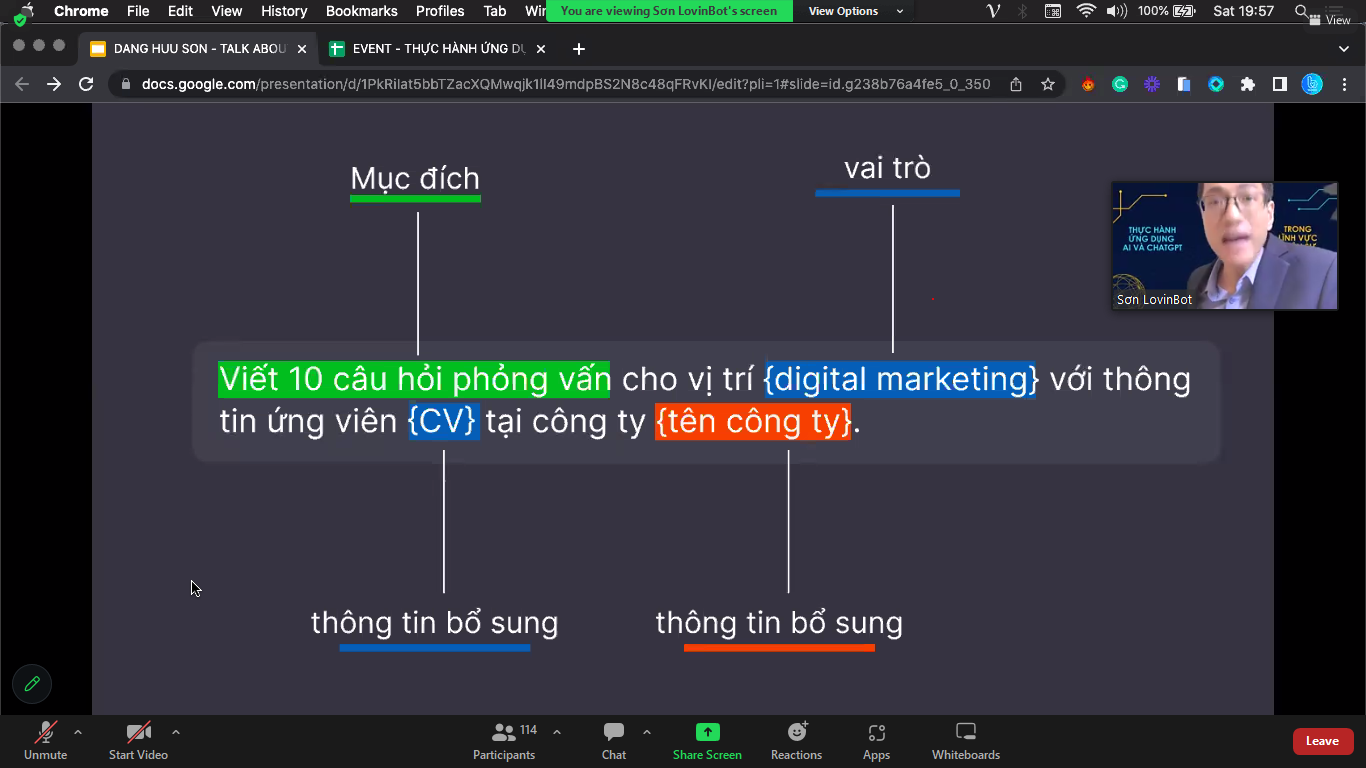 Chrome File Edit View History Bookmarks Profiles Tab Win
You are viewing Sơn LovinBot's screen
View Options
100%
Sat 19:57
View
DANG HUU SON - TALK ABOU
EVENT - THỰC HÀNH ỨNG DỤ
docs.google.com/presentation/d/1PkRilat5bbTZacXQMwqjk1lI49mdpBS2N8c48qFRvKI/edit?pli=1#slide=id.g238b76a4fe5_0_350
Mục đích
vai trò
THỰC HÀNH
ỨNG DỤNG
AI VÀ CHATGPT
TRONG
LĨNH VỰC
Sơn LovinBot
Viết 10 câu hỏi phỏng vấn cho vị trí {digital marketing} với thông
tin ứng viên {CV} tại công ty {tên công ty}.
thông tin bổ sung
thông tin bổ sung
Unmute
Start Video
Participants
114
Chat
Share Screen
Reactions
Apps
Whiteboards
Leave